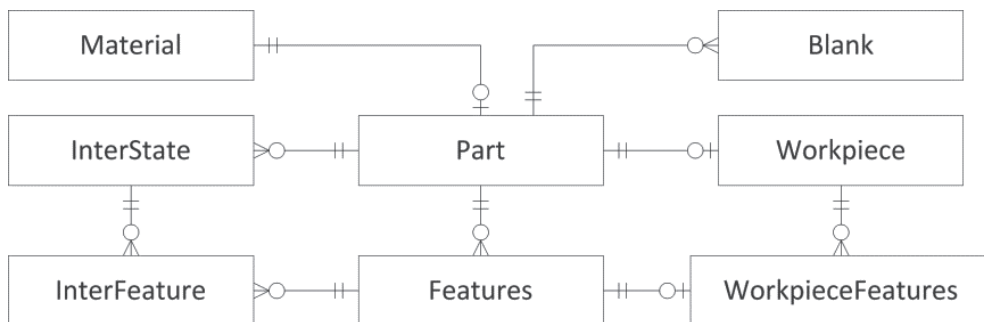 Material
Blank
InterState
Part
Workpiece
InterFeature
Features
WorkpieceFeatures